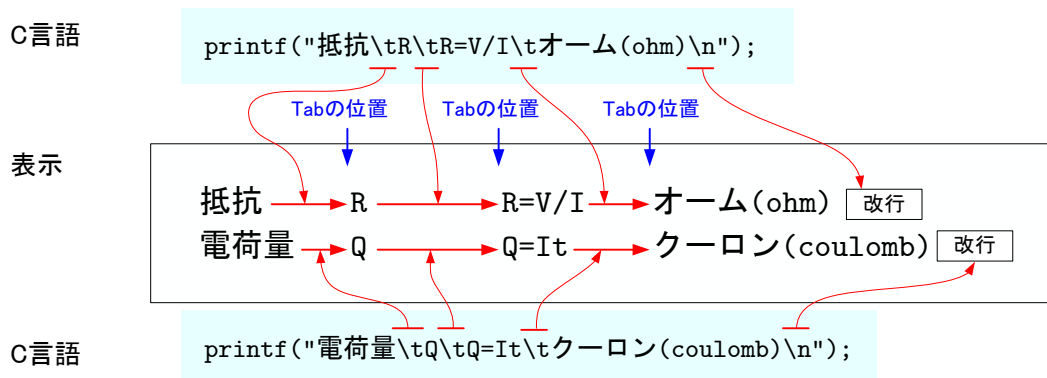 C言語
printf("抵抗\tR\tR=V/I\tオーム(ohm)\n");
Tabの位置 Tabの位置 Tabの位置
表示
抵抗 R R=V/I オーム(ohm) 改行
電荷量 Q Q=It クーロン(coulomb) 改行
C言語
printf("電荷量\tQ\tQ=It\tクーロン(coulomb)\n");